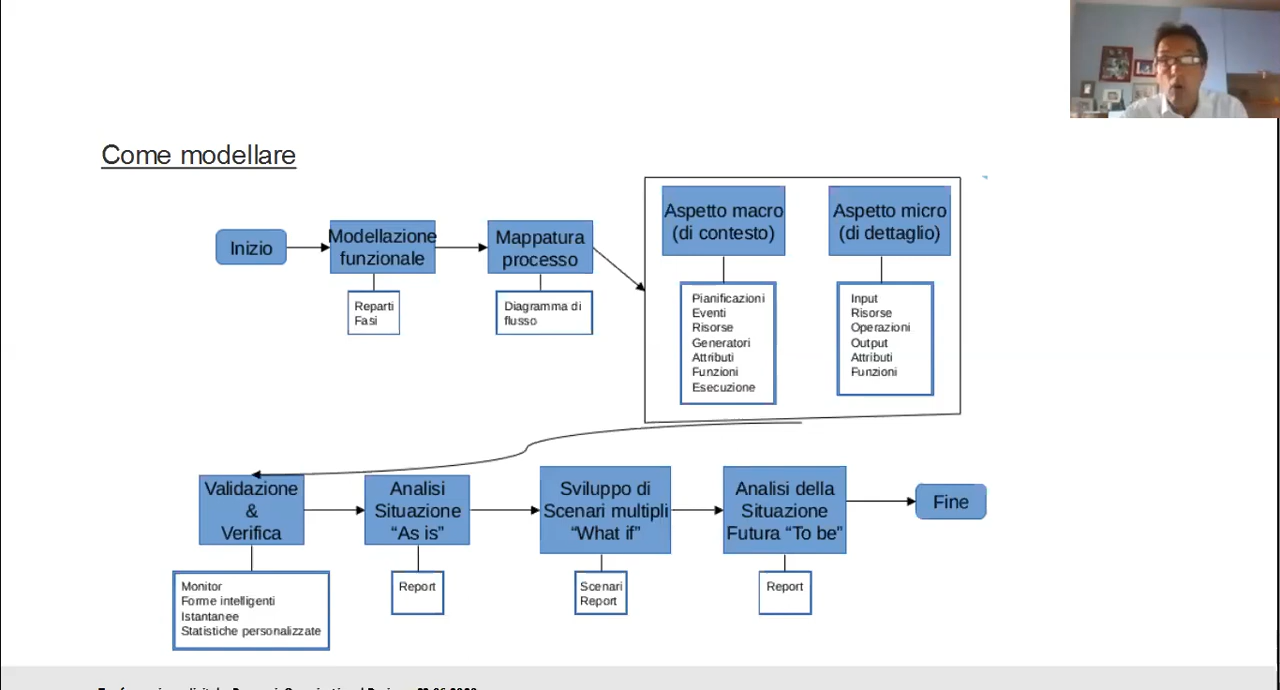 Come modellare
Inizio
Modellazione
funzionale
Reparti
Fasi
Mappatura
processo
Diagramma di
flusso
Aspetto macro
(di contesto)
Pianificazioni
Eventi
Risorse
Generatori
Attributi
Funzioni
Esecuzione
Aspetto micro
(di dettaglio)
Input
Risorse
Operazioni
Output
Attributi
Funzioni
Validazione
&
Verifica
Monitor
Forme intelligenti
Istantanee
Statistiche personalizzate
Analisi
Situazione
“As is”
Report
Sviluppo di
Scenari multipli
“What if”
Scenari
Report
Analisi della
Situazione
Futura “To be”
Report
Fine